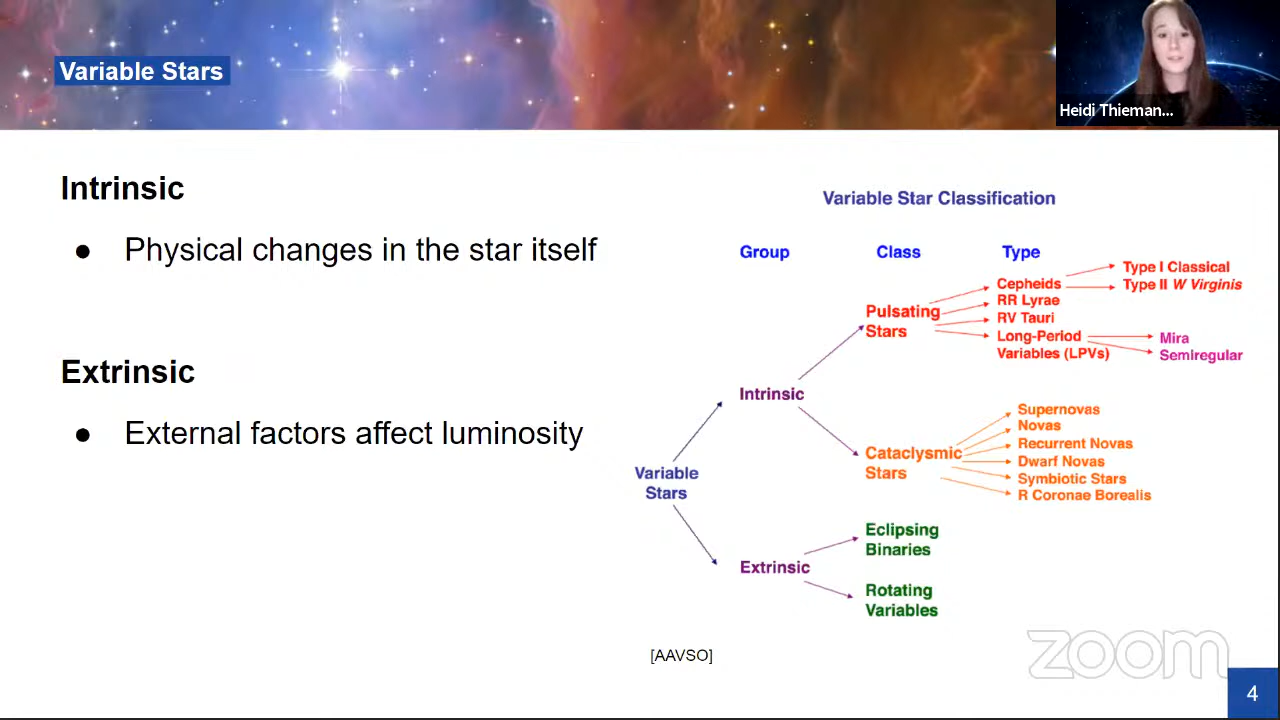 Variable Stars
Heidi Thieman...
Intrinsic
● Physical changes in the star itself
Extrinsic
● External factors affect luminosity
Variable Star Classification
Group Class Type
Pulsating
Stars
Cepheids
RR Lyrae
RV Tauri
Long-Period
Variables (LPVs)
Type I Classical
Type II W Virginis
Mira
Semiregular
Intrinsic
Cataclysmic
Stars
Supernovas
Novas
Recurrent Novas
Dwarf Novas
Symbiotic Stars
R Coronae Borealis
Variable
Stars
Extrinsic
Eclipsing
Binaries
Rotating
Variables
[AAVSO]
zoom
4